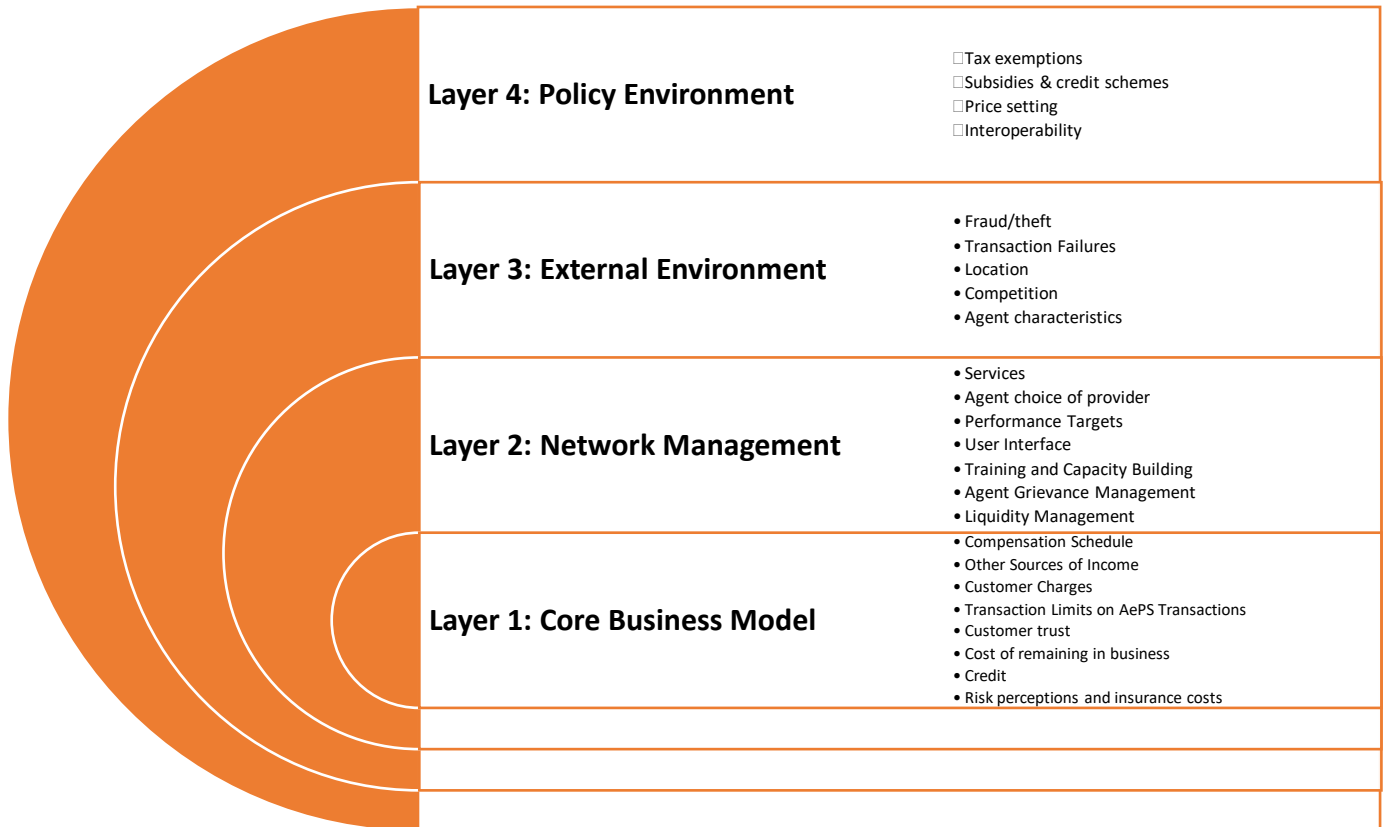 Layer 4: Policy Environment
□Tax exemptions
□Subsidies & credit schemes
□Price setting
□Interoperability
Layer 3: External Environment
• Fraud/theft
• Transaction Failures
• Location
• Competition
• Agent characteristics
Layer 2: Network Management
• Services
• Agent choice of provider
• Performance Targets
• User Interface
• Training and Capacity Building
• Agent Grievance Management
• Liquidity Management
Layer 1: Core Business Model
• Compensation Schedule
• Other Sources of Income
• Customer Charges
• Transaction Limits on AePS Transactions
• Customer trust
• Cost of remaining in business
• Credit
• Risk perceptions and insurance costs